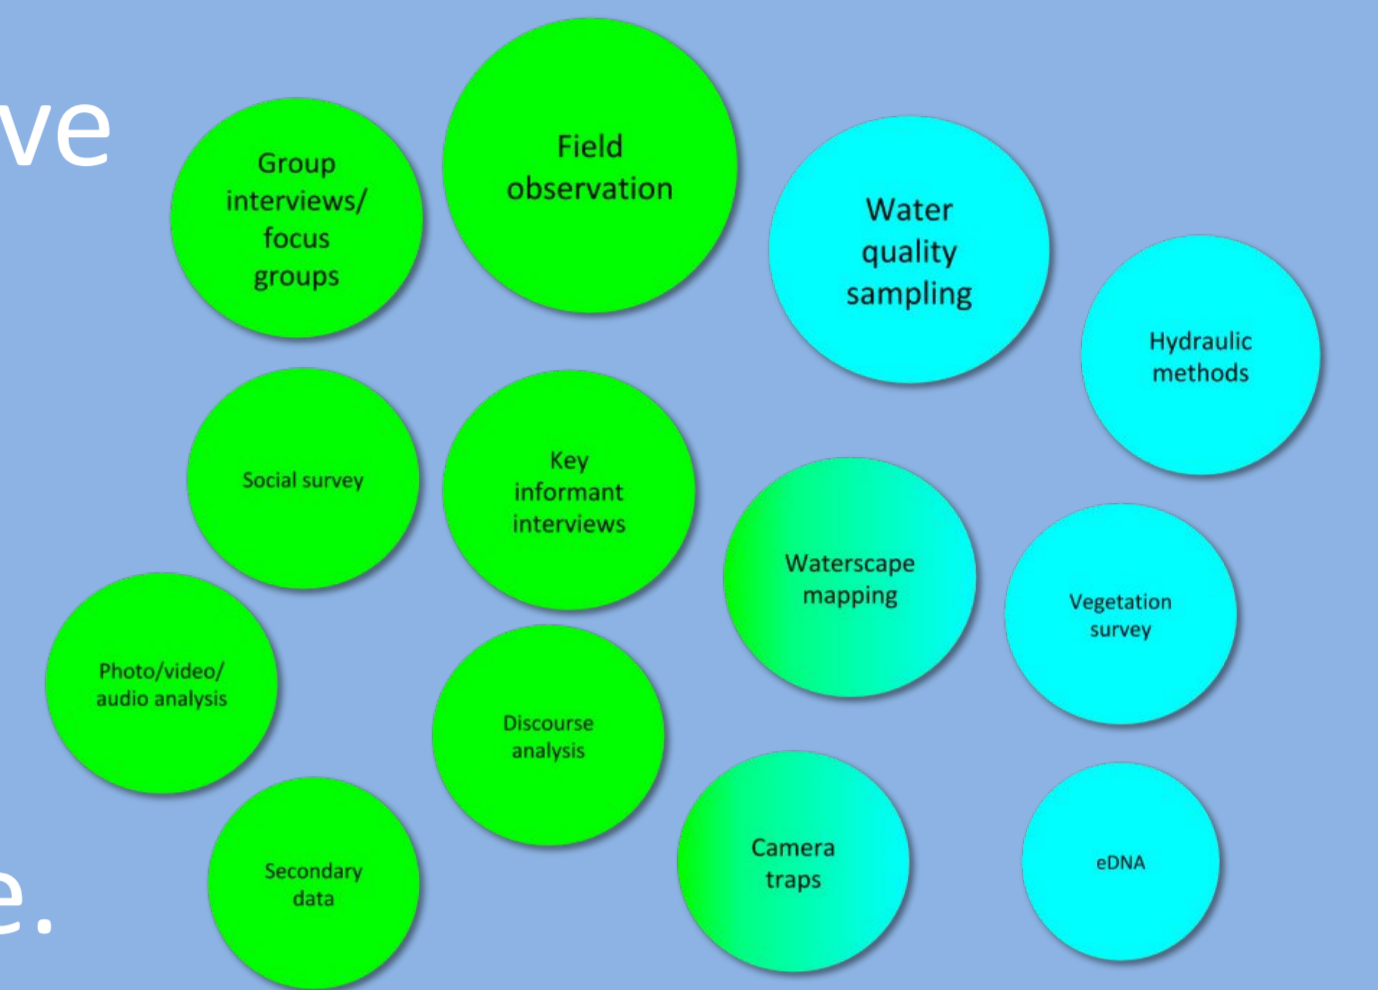 ve
Group
interviews/
focus
groups
Field
observation
Water
quality
sampling
Hydraulic
methods
Social survey
Key
informant
interviews
Waterscape
mapping
Vegetation
survey
Photo/video/
audio analysis
Discourse
analysis
Camera
traps
eDNA
Secondary
data
e.